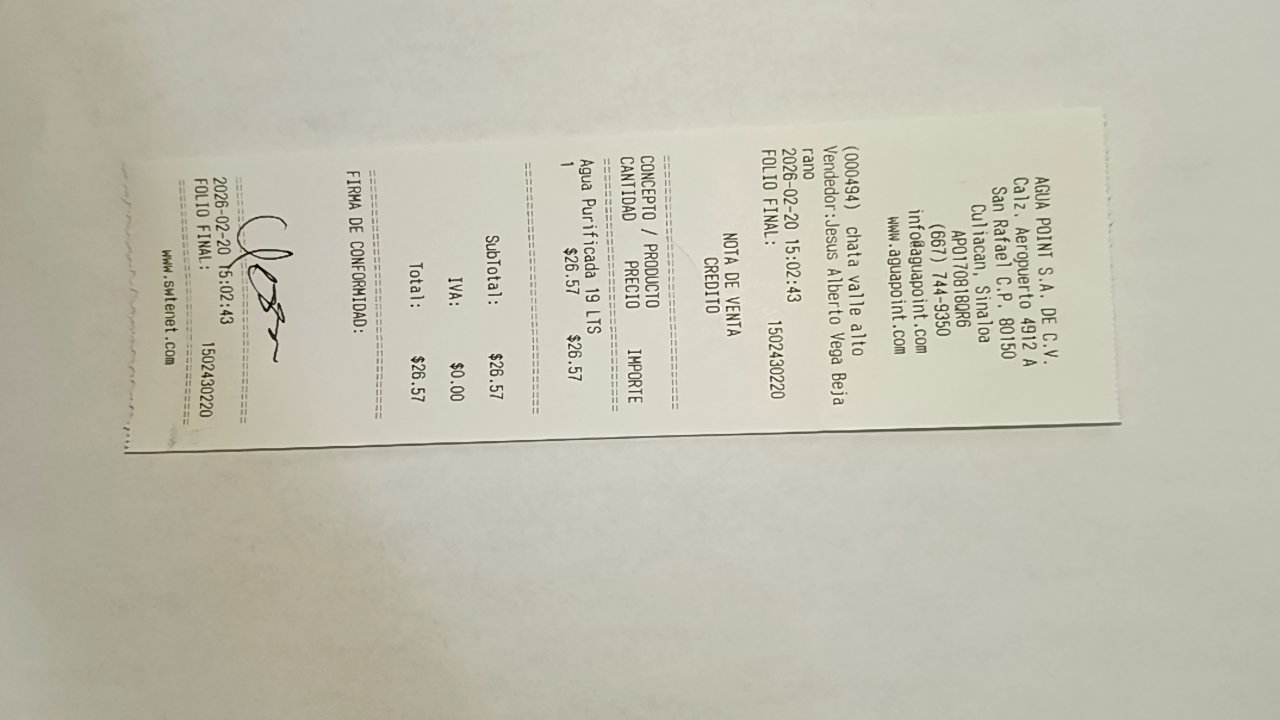 AGUA POINT S.A. DE C.V.
Calz. Aeropuerto 4912 A
San Rafael C.P. 80150
Culiacan, Sinaloa
APO170818QR6
(667) 744-9350
info@aguapoint.com
www.aguapoint.com
(000494) chata valle alto
Vendedor:Jesus Alberto Vega Beja
rano
2026-02-20 15:02:43
FOLIO FINAL: 1502430220
NOTA DE VENTA
CREDITO
================================
CONCEPTO / PRODUCTO
CANTIDAD PRECIO IMPORTE
================================
Agua Purificada 19 LTS
1 $26.57 $26.57
================================
SubTotal: $26.57
IVA: $0.00
Total: $26.57
================================
FIRMA DE CONFORMIDAD:
================================
2026-02-20 15:02:43
FOLIO FINAL: 1502430220
================================
www.swtenet.com